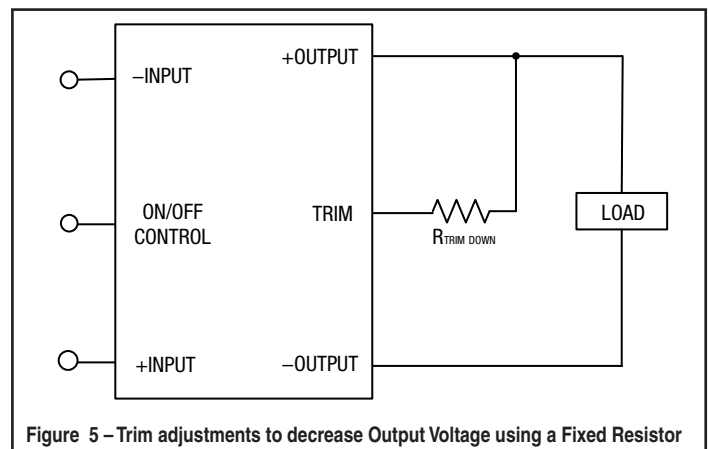 +OUTPUT
–INPUT
ON/OFF
CONTROL
TRIM
LOAD
RTRIM DOWN
+INPUT
–OUTPUT
Figure 5 – Trim adjustments to decrease Output Voltage using a Fixed Resistor